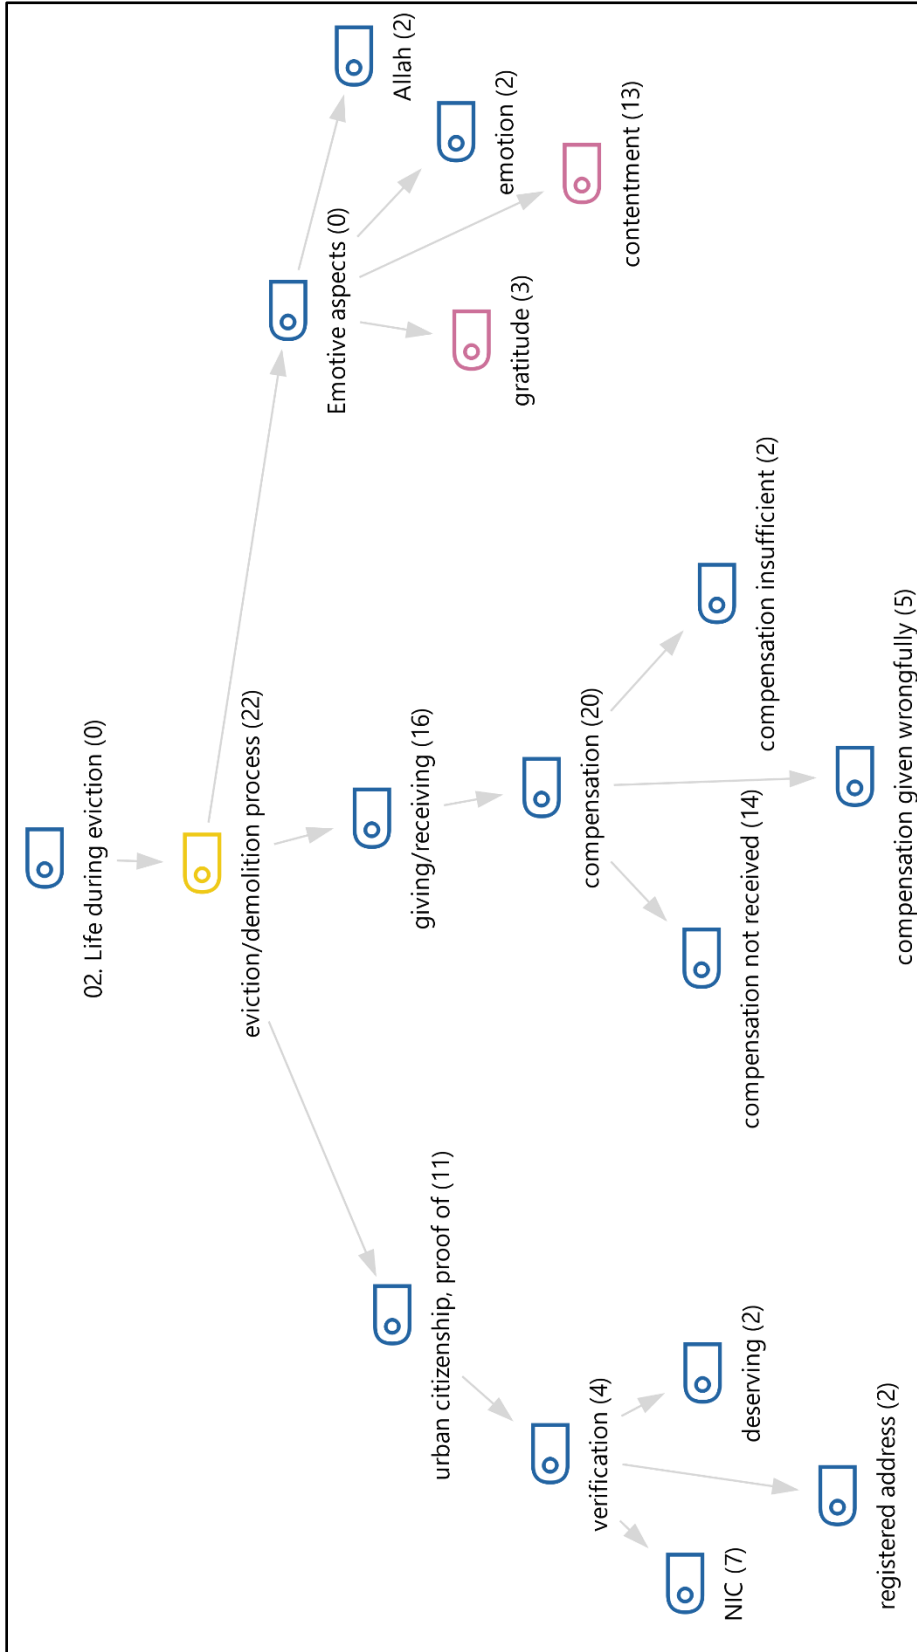 02. Life during eviction (0)
eviction/demolition process (22)
urban citizenship, proof of (11)
giving/receiving (16)
Emotive aspects (0)
Allah (2)
emotion (2)
contentment (13)
gratitude (3)
verification (4)
NIC (7)
registered address (2)
deserving (2)
compensation (20)
compensation not received (14)
compensation given wrongfully (5)
compensation insufficient (2)